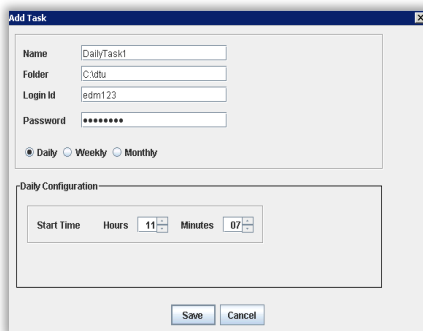 Add Task
Name DailyTask1
Folder C:\dtu
Login Id edm123
Password ●●●●●●●●
Daily Weekly Monthly
Daily Configuration
Start Time Hours 11 Minutes 07
Save Cancel